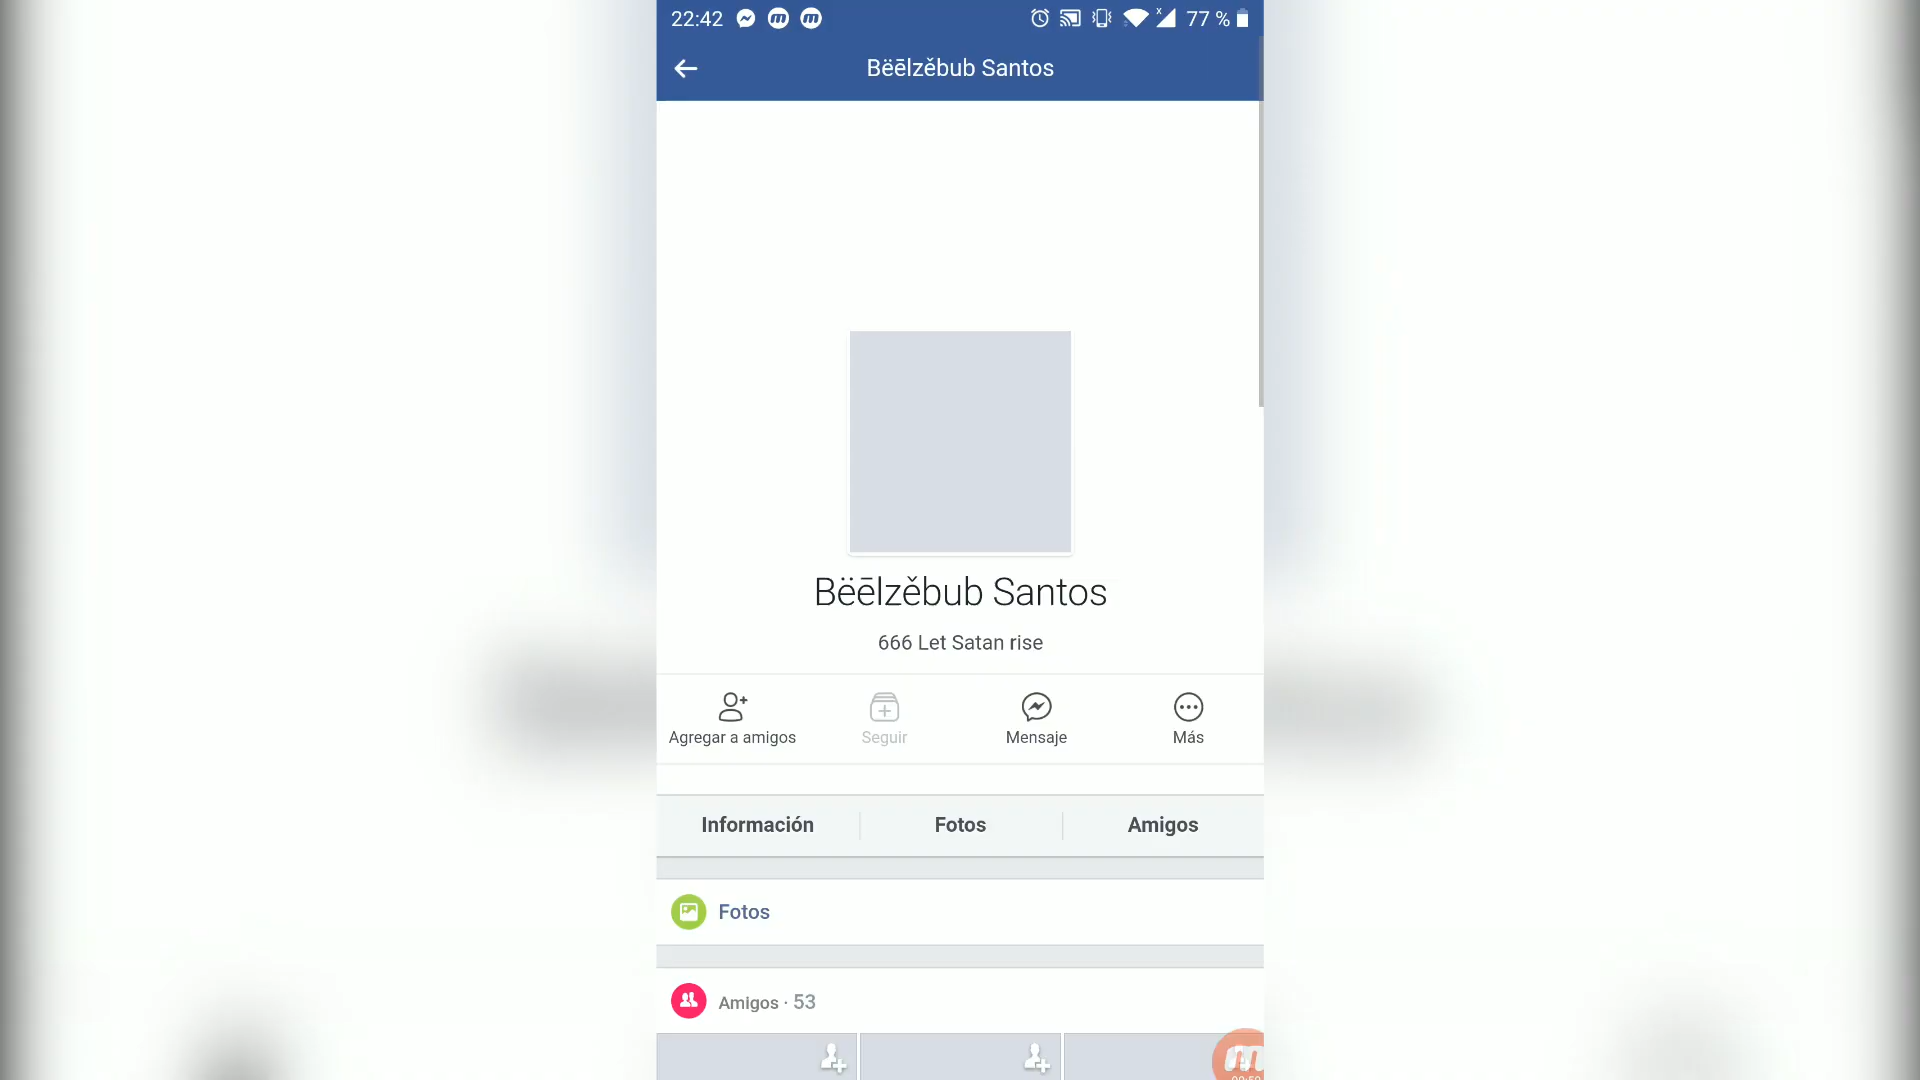 22:42
77 %
Bëēlzěbub Santos
Bëēlzěbub Santos
666 Let Satan rise
Agregar a amigos
Seguir
Mensaje
Más
Información
Fotos
Amigos
Fotos
Amigos · 53